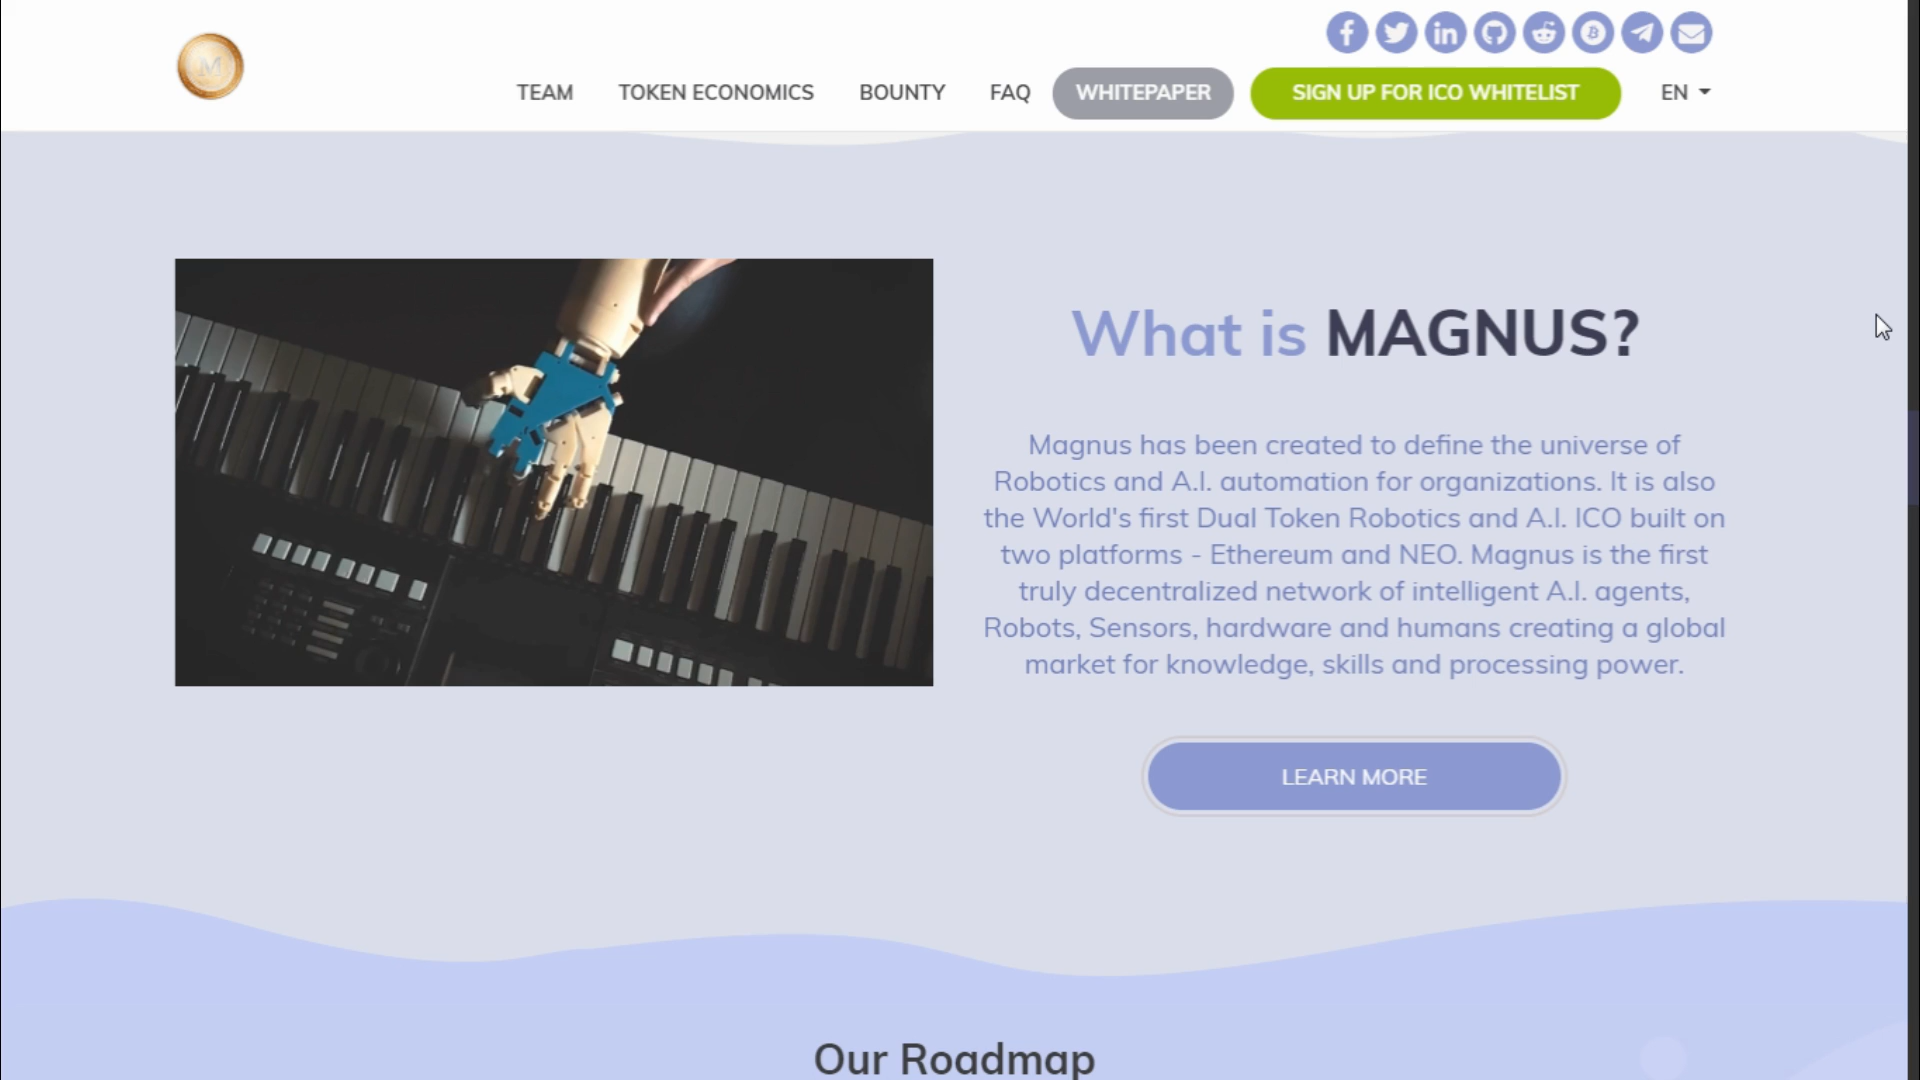 M
TEAM TOKEN ECONOMICS BOUNTY FAQ WHITEPAPER SIGN UP FOR ICO WHITELIST EN
What is MAGNUS?
Magnus has been created to define the universe of
Robotics and A.I. automation for organizations. It is also
the World's first Dual Token Robotics and A.I. ICO built on
two platforms - Ethereum and NEO. Magnus is the first
truly decentralized network of intelligent A.I. agents,
Robots, Sensors, hardware and humans creating a global
market for knowledge, skills and processing power.
LEARN MORE
Our Roadmap